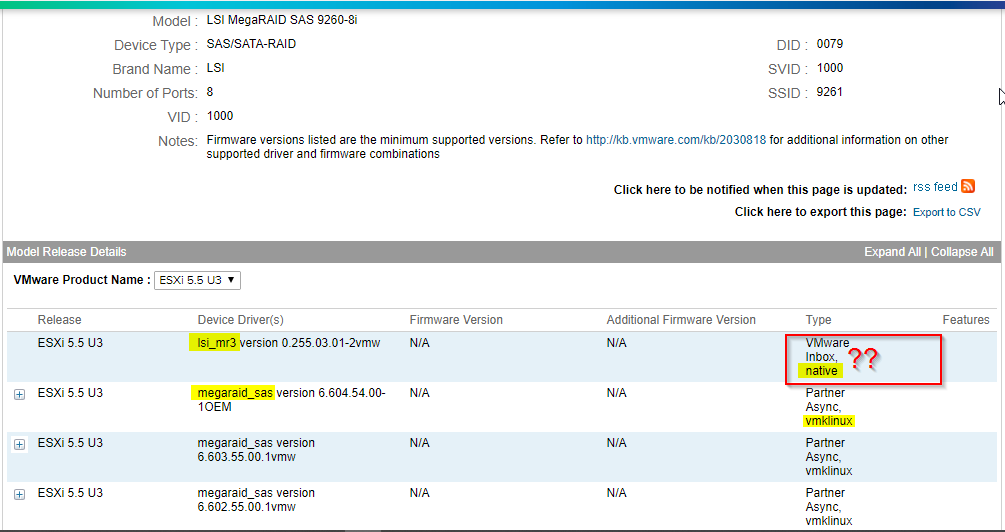 Model : LSI MegaRAID SAS 9260-8i
Device Type : SAS/SATA-RAID DID : 0079
Brand Name : LSI SVID : 1000
Number of Ports: 8 SSID : 9261
VID : 1000
Notes: Firmware versions listed are the minimum supported versions. Refer to http://kb.vmware.com/kb/2030818 for additional information on other
supported driver and firmware combinations
Click here to be notified when this page is updated: rss feed
Click here to export this page: Export to CSV
Model Release Details Expand All | Collapse All
VMware Product Name : ESXi 5.5 U3 ▼
Release Device Driver(s) Firmware Version Additional Firmware Version Type Features
ESXi 5.5 U3 lsi_mr3 version 0.255.03.01-2vmw N/A N/A VMware
Inbox, ??
native
ESXi 5.5 U3 megaraid_sas version 6.604.54.00- N/A N/A Partner
1OEM Async,
vmklinux
ESXi 5.5 U3 megaraid_sas version N/A N/A Partner
6.603.55.00.1vmw Async,
vmklinux
ESXi 5.5 U3 megaraid_sas version N/A N/A Partner
6.602.55.00.1vmw Async,
vmklinux